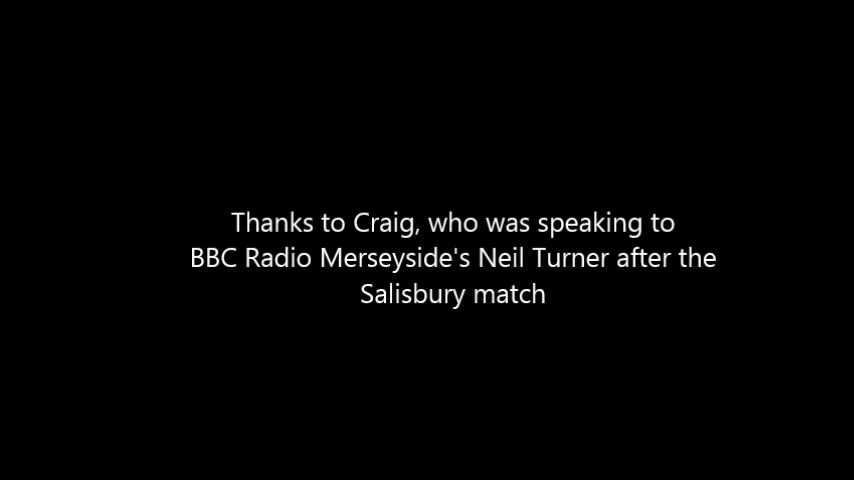 Thanks to Craig, who was speaking to
BBC Radio Merseyside's Neil Turner after the
Salisbury match